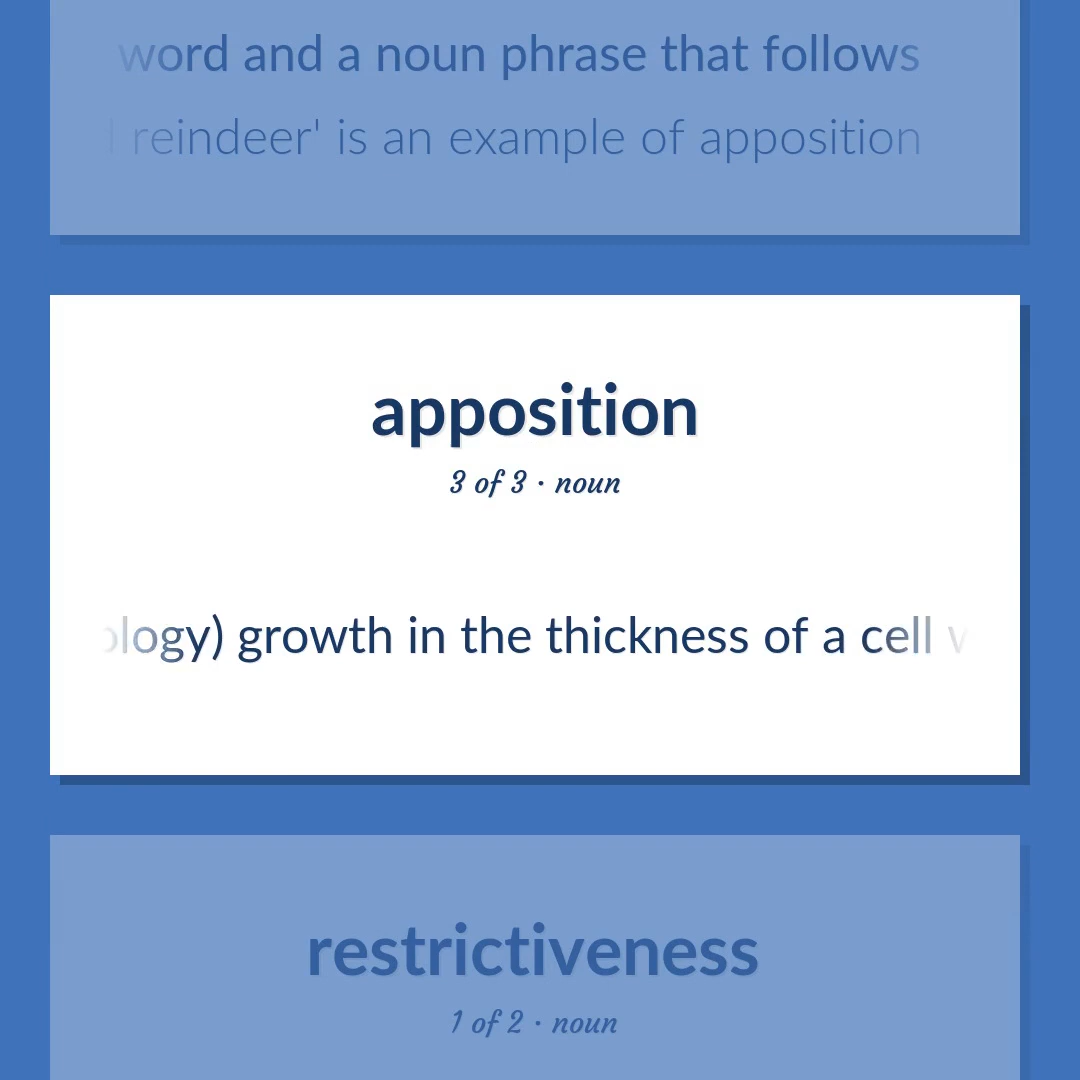 word and a noun phrase that follows
reindeer' is an example of apposition
apposition
3 of 3 · noun
ology) growth in the thickness of a cell w
restrictiveness
1 of 2 · noun